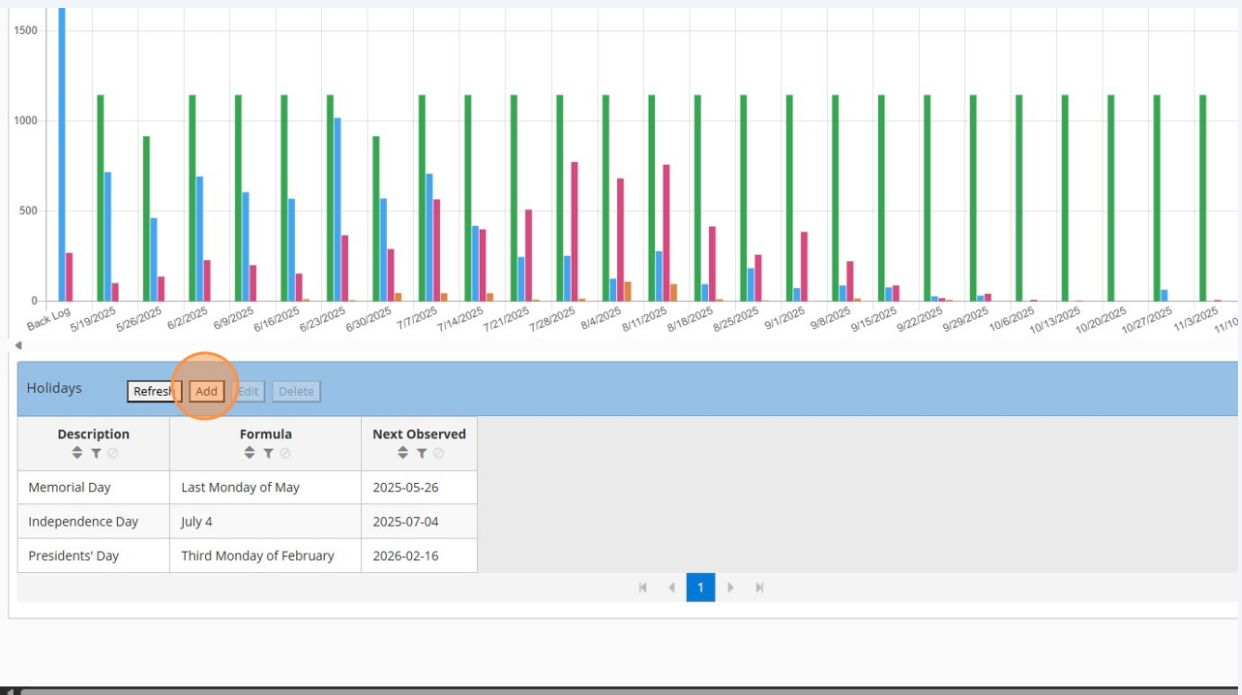 1500
1000
500
0
Back Log 5/19/2025 5/26/2025 6/2/2025 6/9/2025 6/16/2025 6/23/2025 6/30/2025 7/7/2025 7/14/2025 7/21/2025 7/28/2025 8/4/2025 8/11/2025 8/18/2025 8/25/2025 9/1/2025 9/8/2025 9/15/2025 9/22/2025 9/29/2025 10/6/2025 10/13/2025 10/20/2025 10/27/2025 11/3/2025 11/10
Holidays Refresh Add Edit Delete
Description Formula Next Observed
Memorial Day Last Monday of May 2025-05-26
Independence Day July 4 2025-07-04
Presidents' Day Third Monday of February 2026-02-16
1